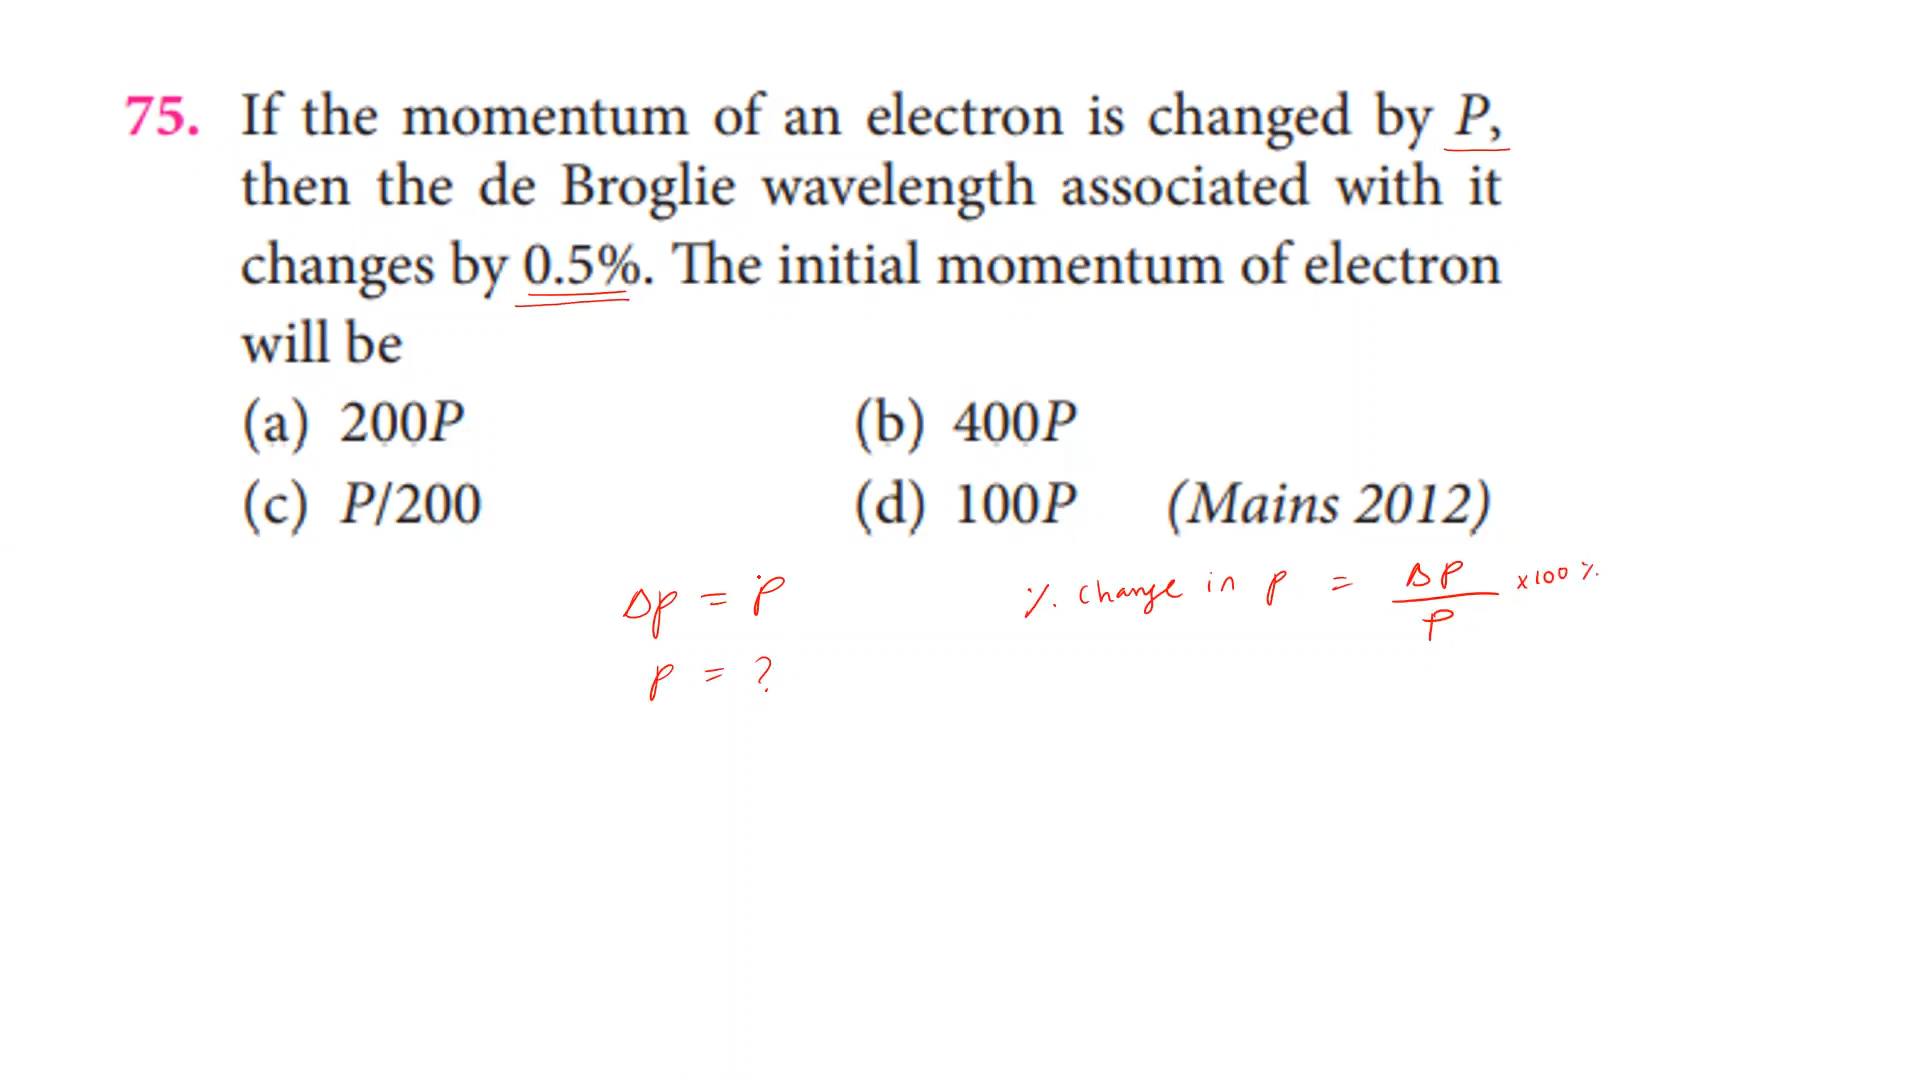 75. If the momentum of an electron is changed by P,
then the de Broglie wavelength associated with it
changes by 0.5%. The initial momentum of electron
will be
(a) 200P (b) 400P
(c) P/200 (d) 100P (Mains 2012)
Δp = P
p = ?
% change in p = ΔP / P × 100 %